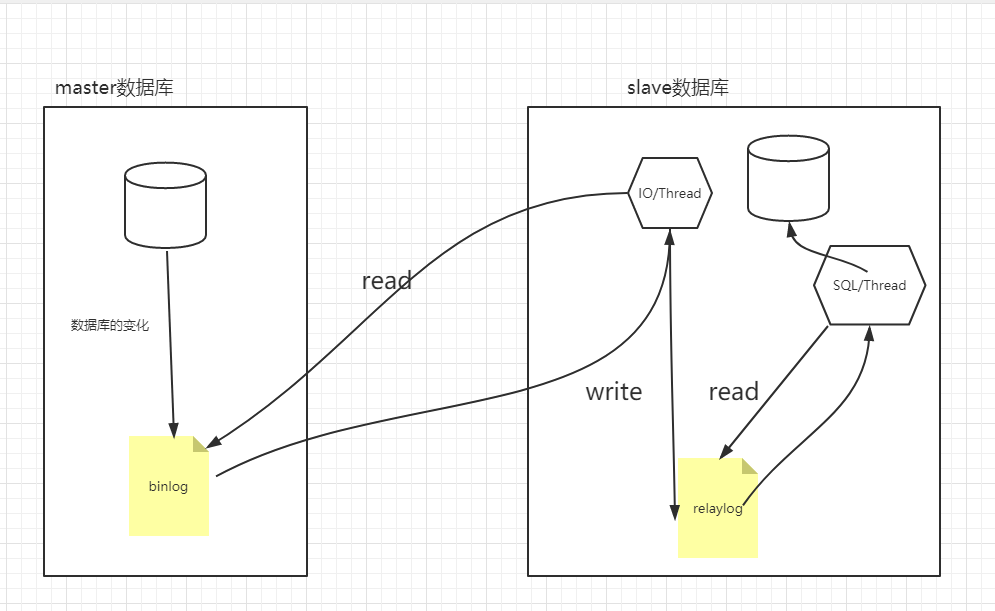 master数据库
slave数据库
IO/Thread
read
SQL/Thread
数据库的变化
write
read
binlog
relaylog